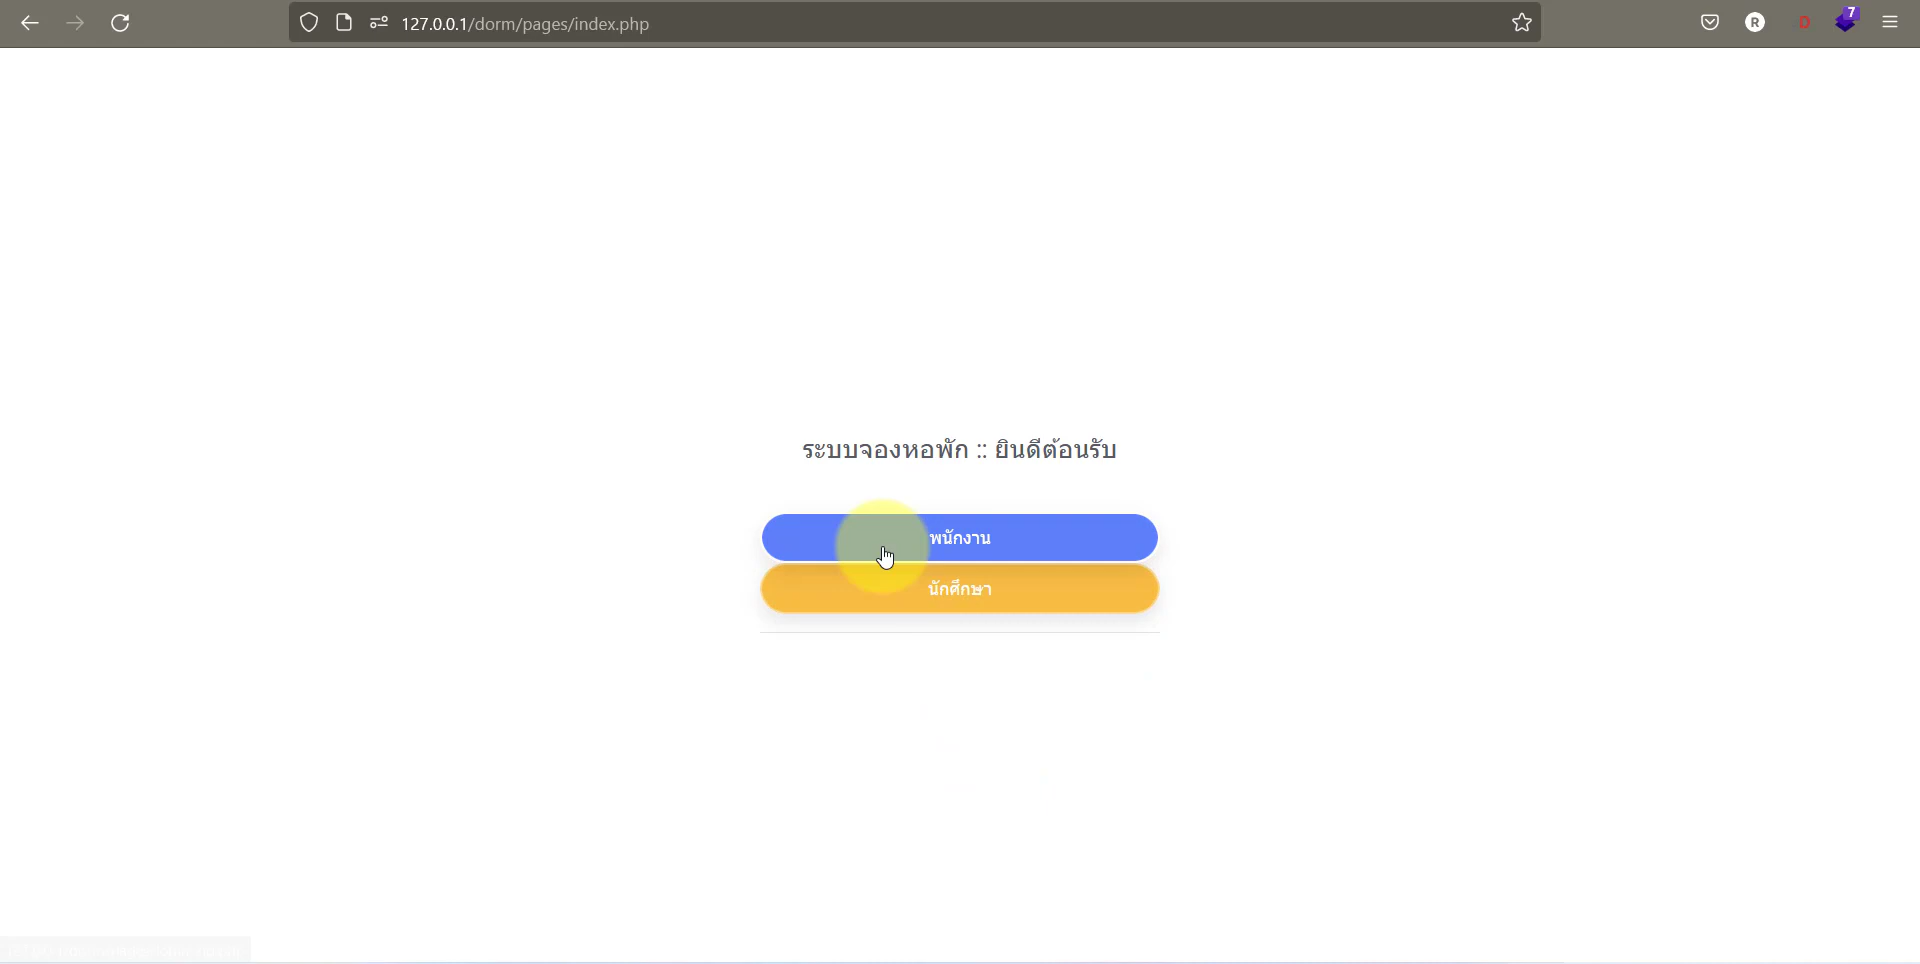 127.0.0.1/dorm/pages/index.php
R
D
7
ระบบจองหอพัก :: ยินดีต้อนรับ
พนักงาน
นักศึกษา